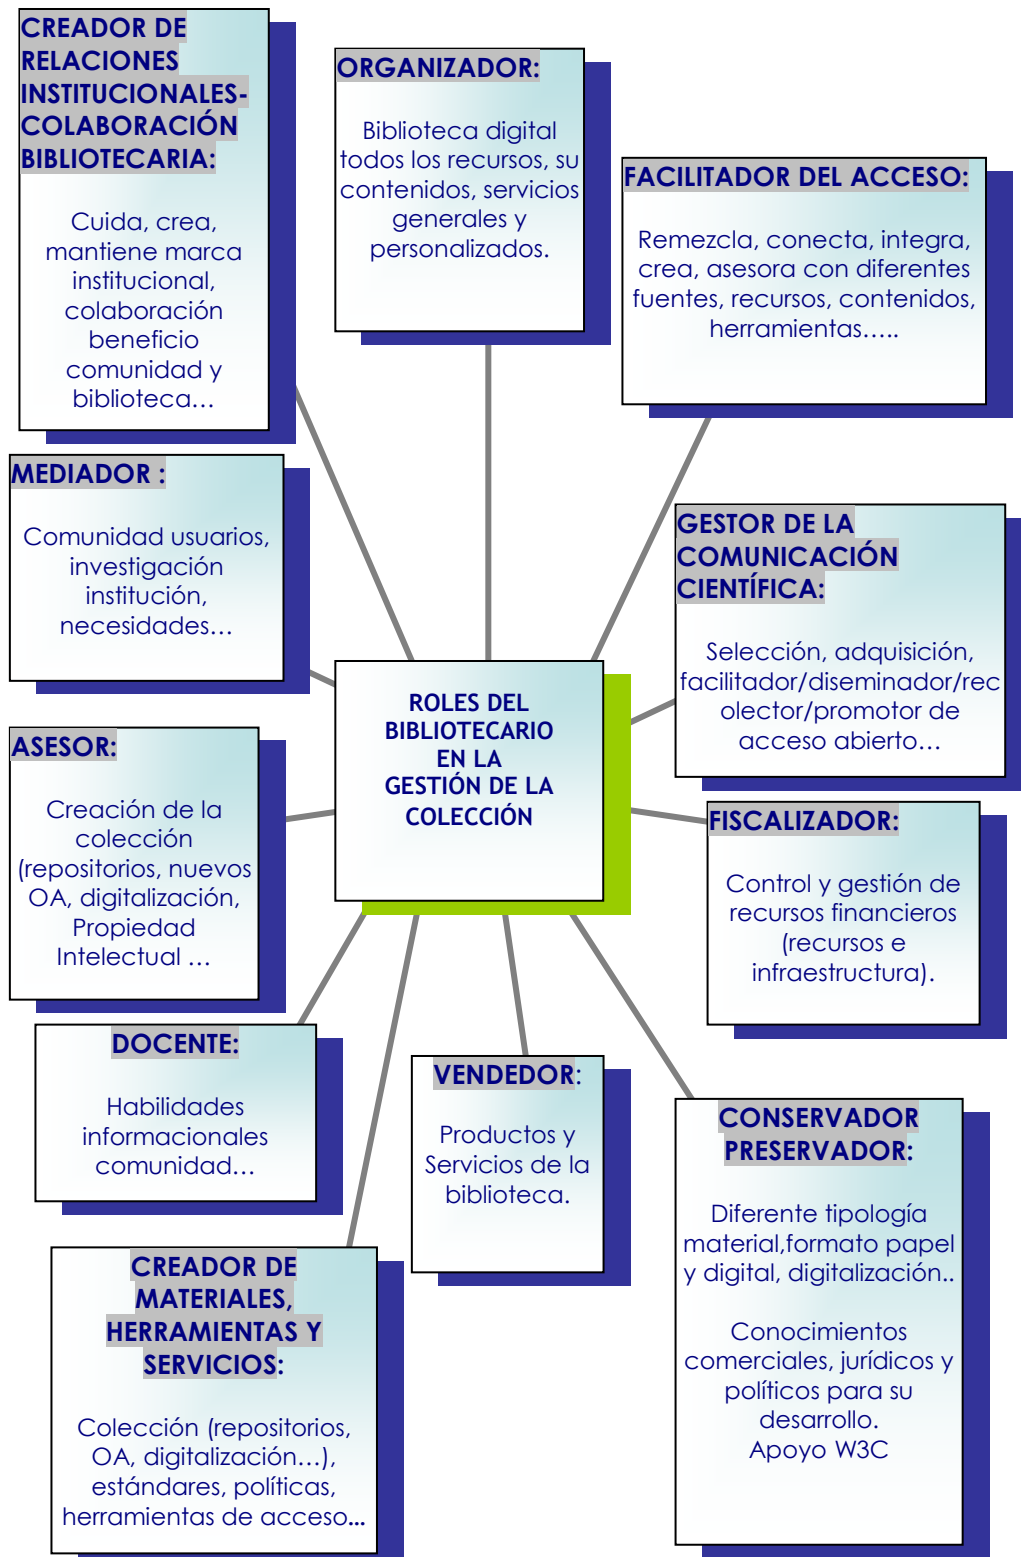 CREADOR DE
RELACIONES
INSTITUCIONALES-
COLABORACIÓN
BIBLIOTECARIA:
Cuida, crea,
mantiene marca
institucional,
colaboración
beneficio
comunidad y
biblioteca…
ORGANIZADOR:
Biblioteca digital
todos los recursos, su
contenidos, servicios
generales y
personalizados.
FACILITADOR DEL ACCESO:
Remezcla, conecta, integra,
crea, asesora con diferentes
fuentes, recursos, contenidos,
herramientas…..
MEDIADOR :
Comunidad usuarios,
investigación
institución,
necesidades…
GESTOR DE LA
COMUNICACIÓN
CIENTÍFICA:
Selección, adquisición,
facilitador/diseminador/rec
olector/promotor de
acceso abierto…
ROLES DEL
BIBLIOTECARIO
EN LA
GESTIÓN DE LA
COLECCIÓN
ASESOR:
Creación de la
colección
(repositorios, nuevos
OA, digitalización,
Propiedad
Intelectual …
FISCALIZADOR:
Control y gestión de
recursos financieros
(recursos e
infraestructura).
DOCENTE:
Habilidades
informacionales
comunidad…
VENDEDOR:
Productos y
Servicios de la
biblioteca.
CONSERVADOR
PRESERVADOR:
Diferente tipología
material,formato papel
y digital, digitalización..
Conocimientos
comerciales, jurídicos y
políticos para su
desarrollo.
Apoyo W3C
CREADOR DE
MATERIALES,
HERRAMIENTAS Y
SERVICIOS:
Colección (repositorios,
OA, digitalización…),
estándares, políticas,
herramientas de acceso...